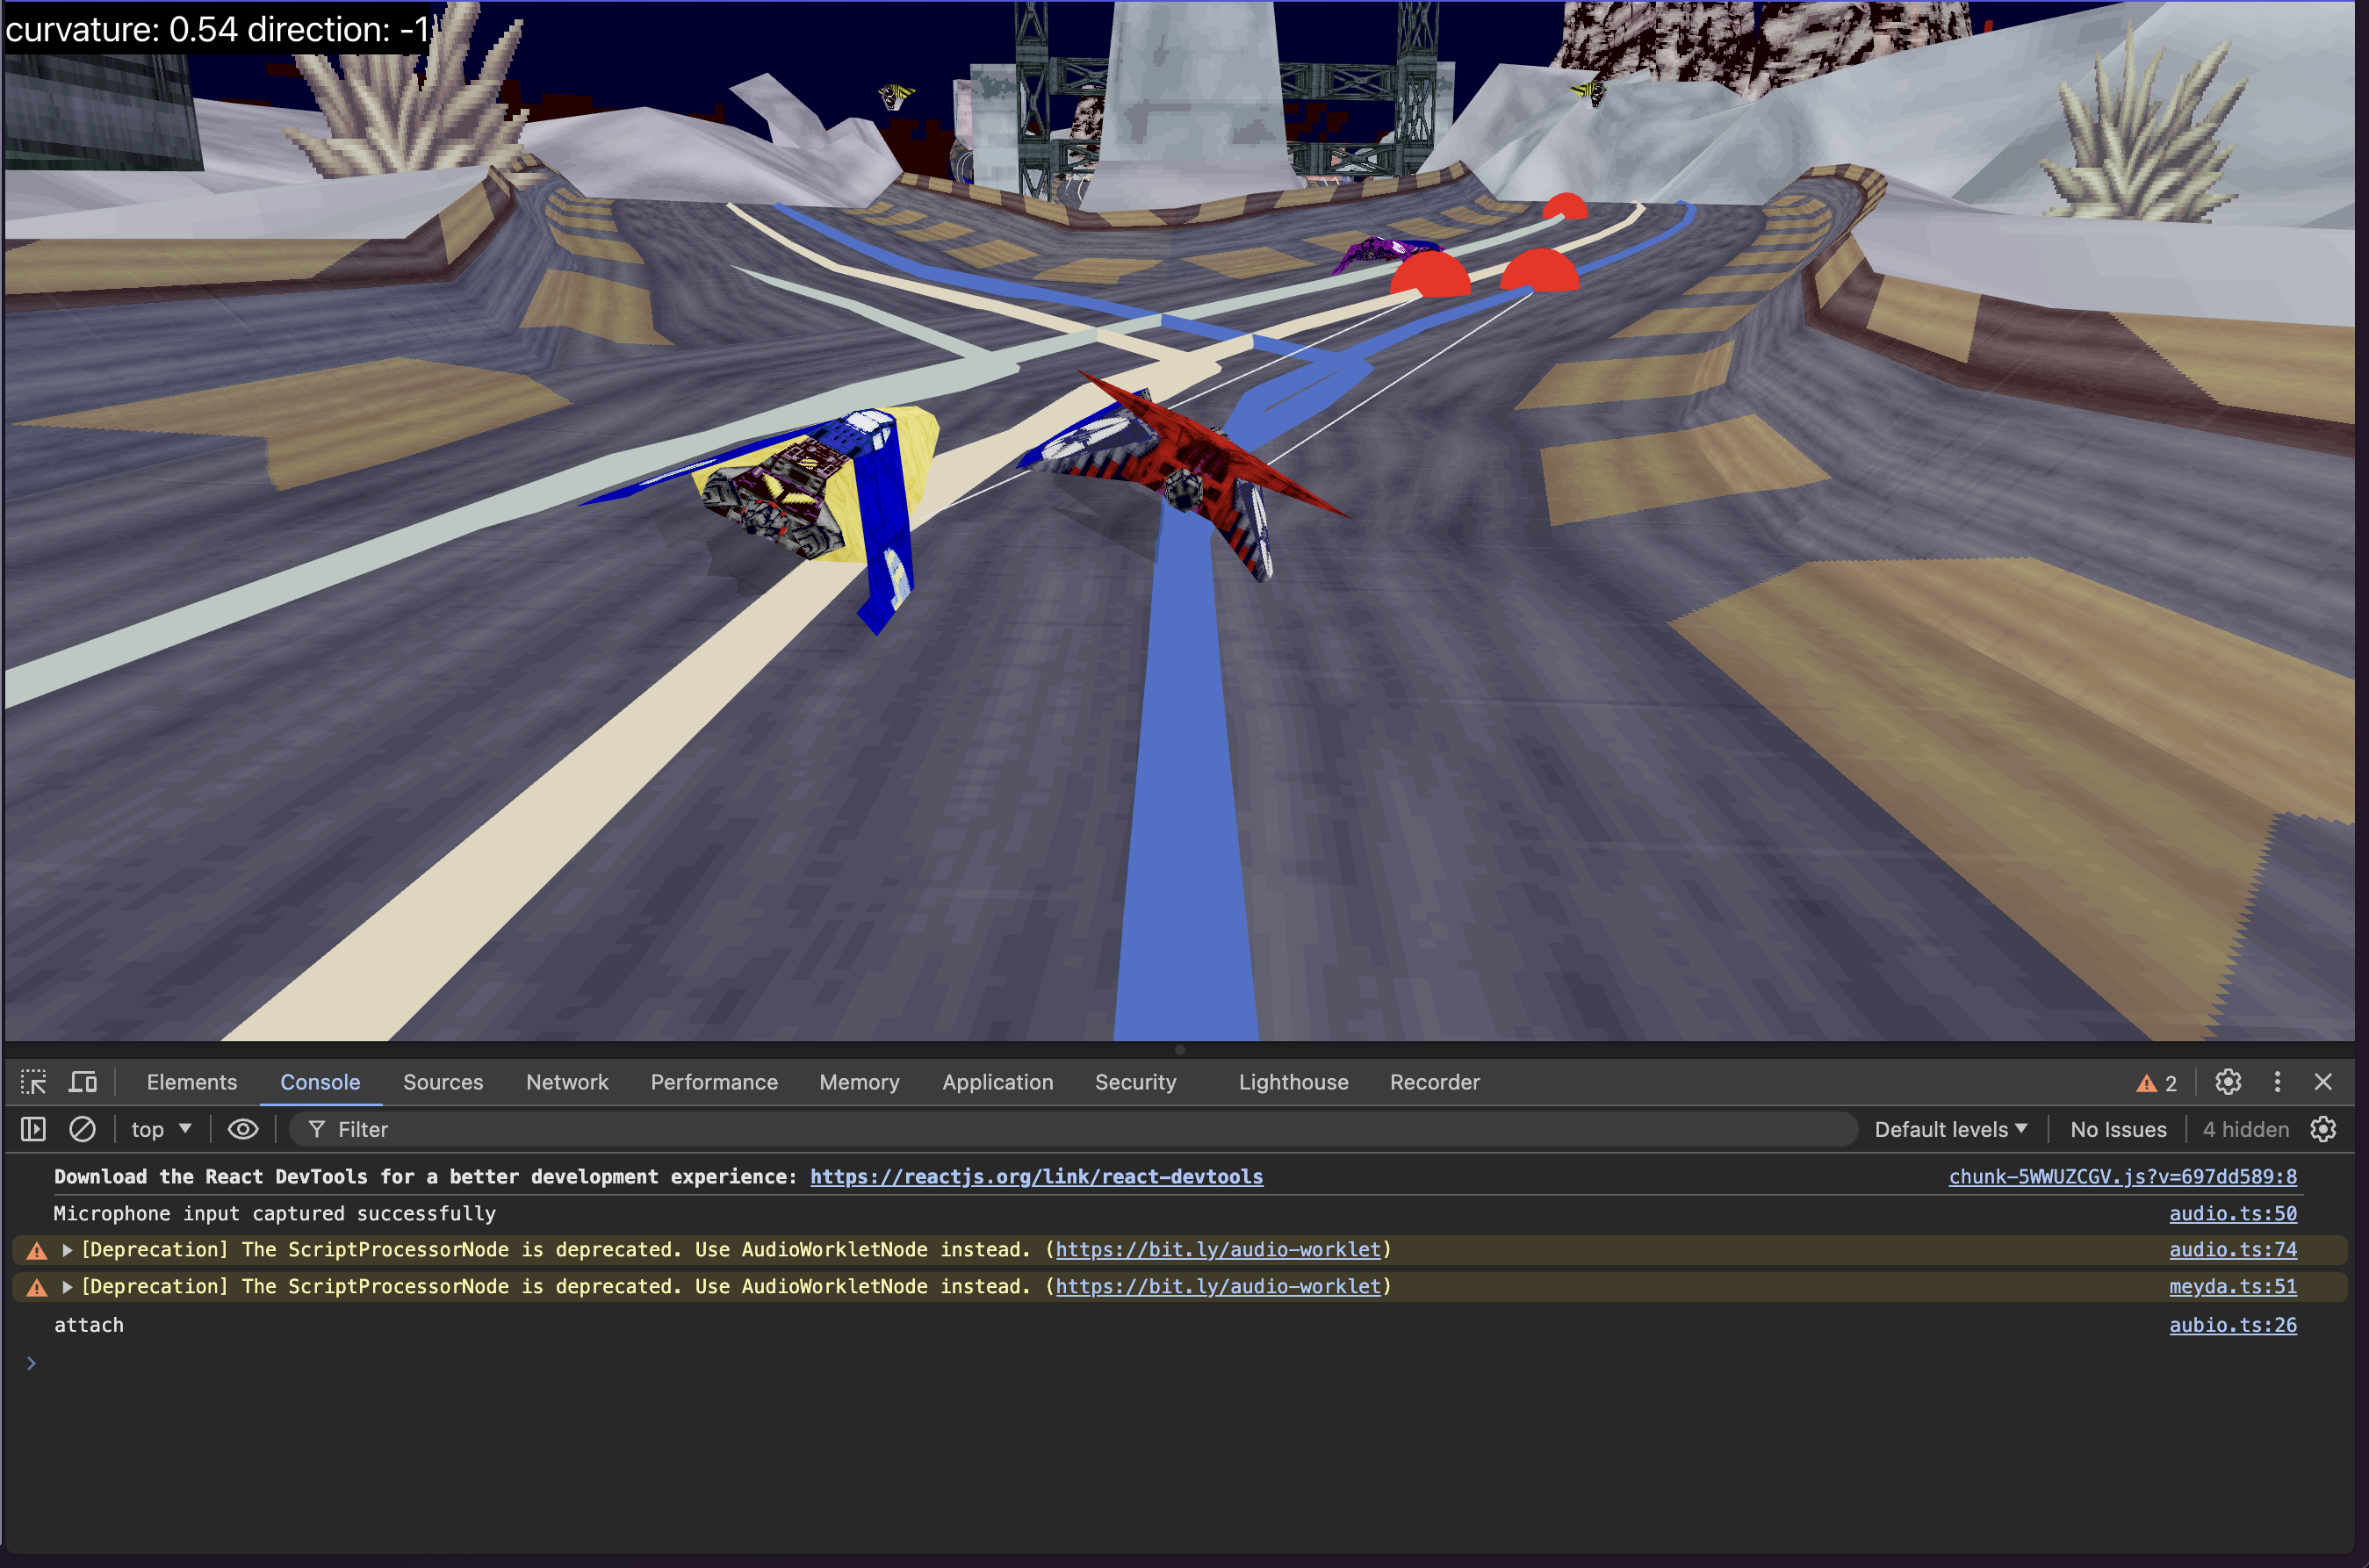 curvature: 0.54 direction: -1
Elements Console Sources Network Performance Memory Application Security Lighthouse Recorder 2
top Filter Default levels No Issues 4 hidden
Download the React DevTools for a better development experience: https://reactjs.org/link/react-devtools chunk-5WWUZCGV.js?v=697dd589:8
Microphone input captured successfully audio.ts:50
[Deprecation] The ScriptProcessorNode is deprecated. Use AudioWorkletNode instead. (https://bit.ly/audio-worklet) audio.ts:74
[Deprecation] The ScriptProcessorNode is deprecated. Use AudioWorkletNode instead. (https://bit.ly/audio-worklet) meyda.ts:51
attach aubio.ts:26